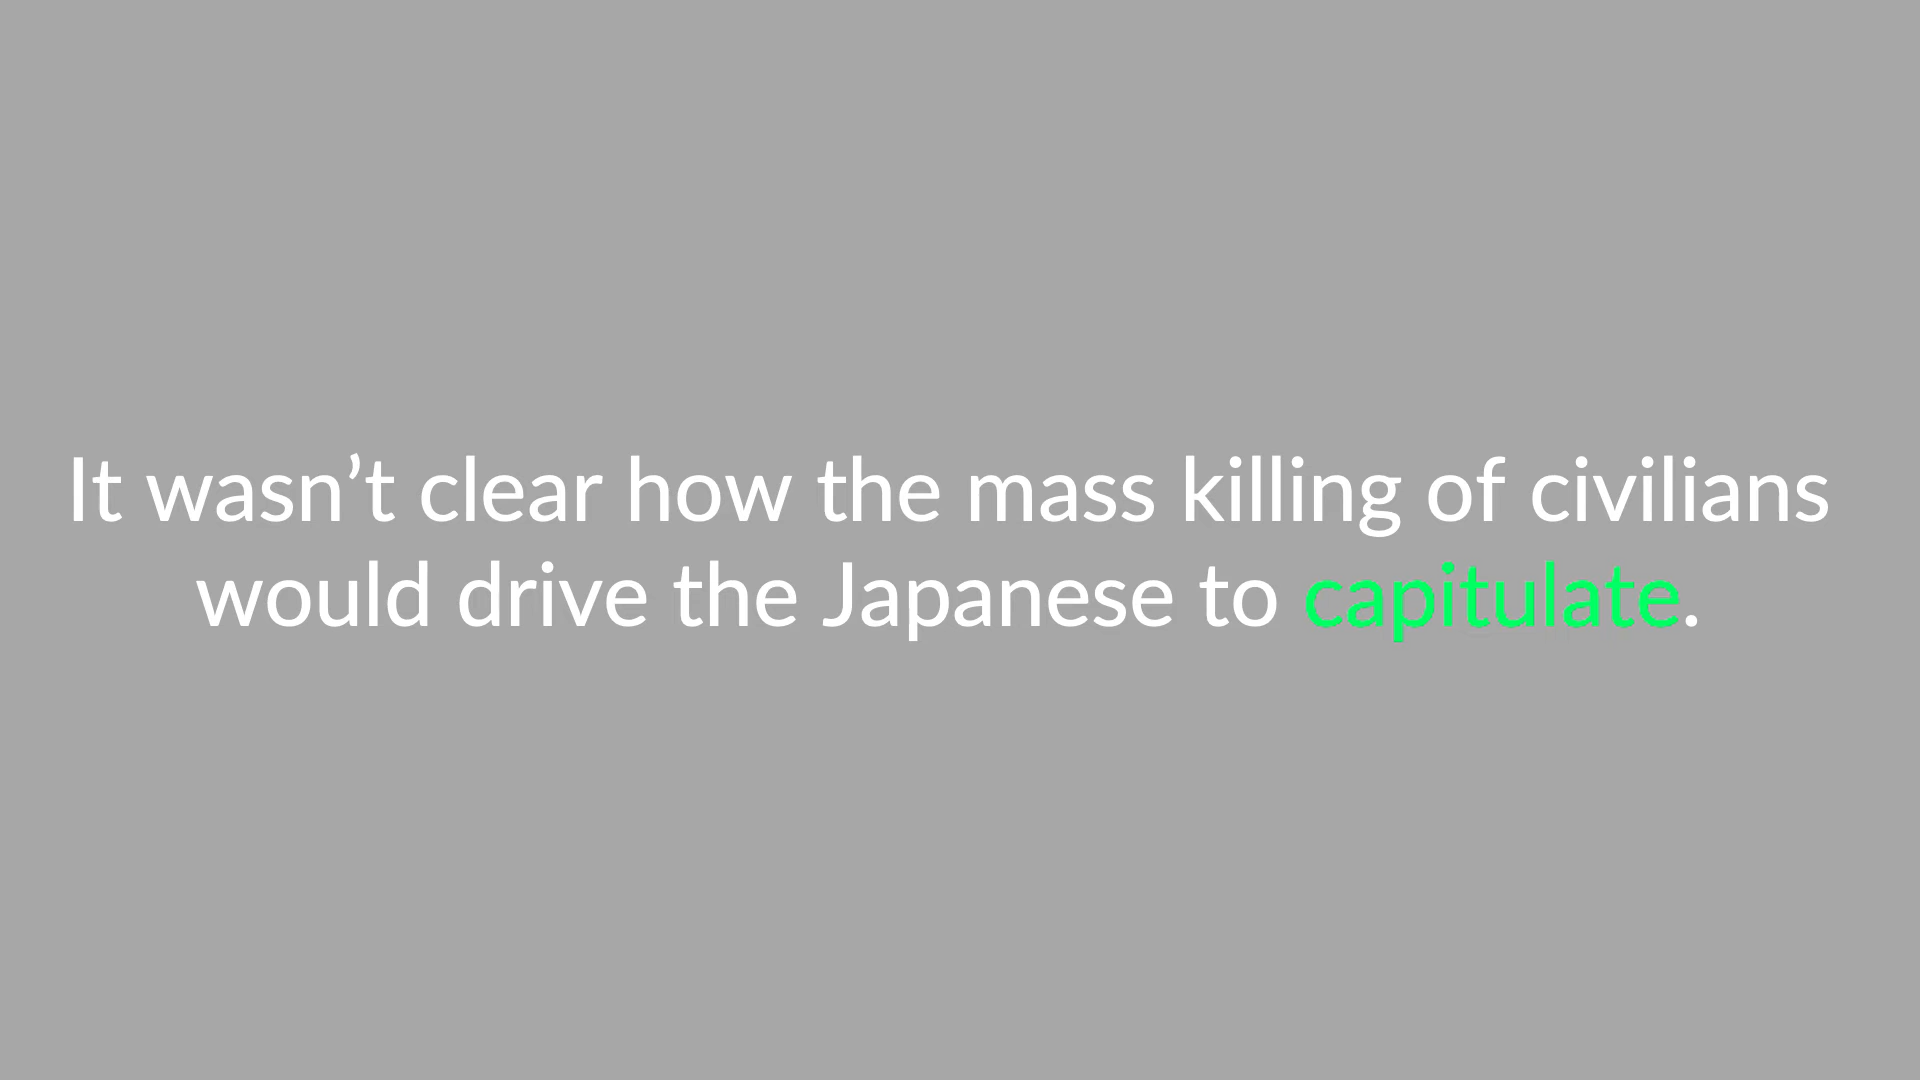 It wasn’t clear how the mass killing of civilians
would drive the Japanese to capitulate.